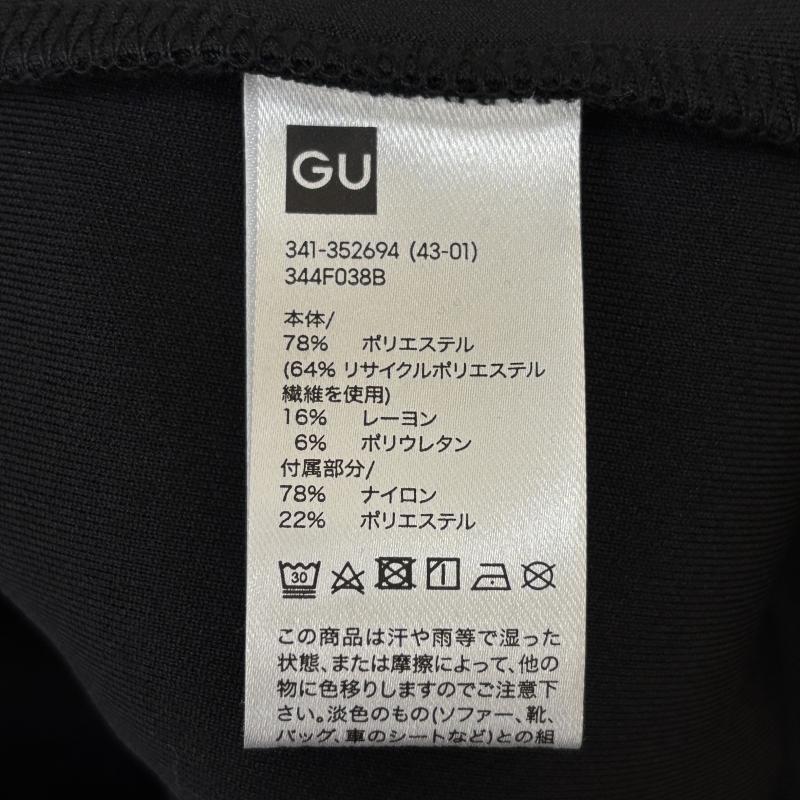 GU
341-352694 (43-01)
344F038B
本体/
78% ポリエステル
(64% リサイクルポリエステル
繊維を使用)
16% レーヨン
6% ポリウレタン
付属部分/
78% ナイロン
22% ポリエステル
30
この商品は汗や雨等で湿った
状態、または摩擦によって、他の
物に色移りしますのでご注意下
さい。淡色のもの(ソファー、靴、
バッグ、車のシートなど)との組